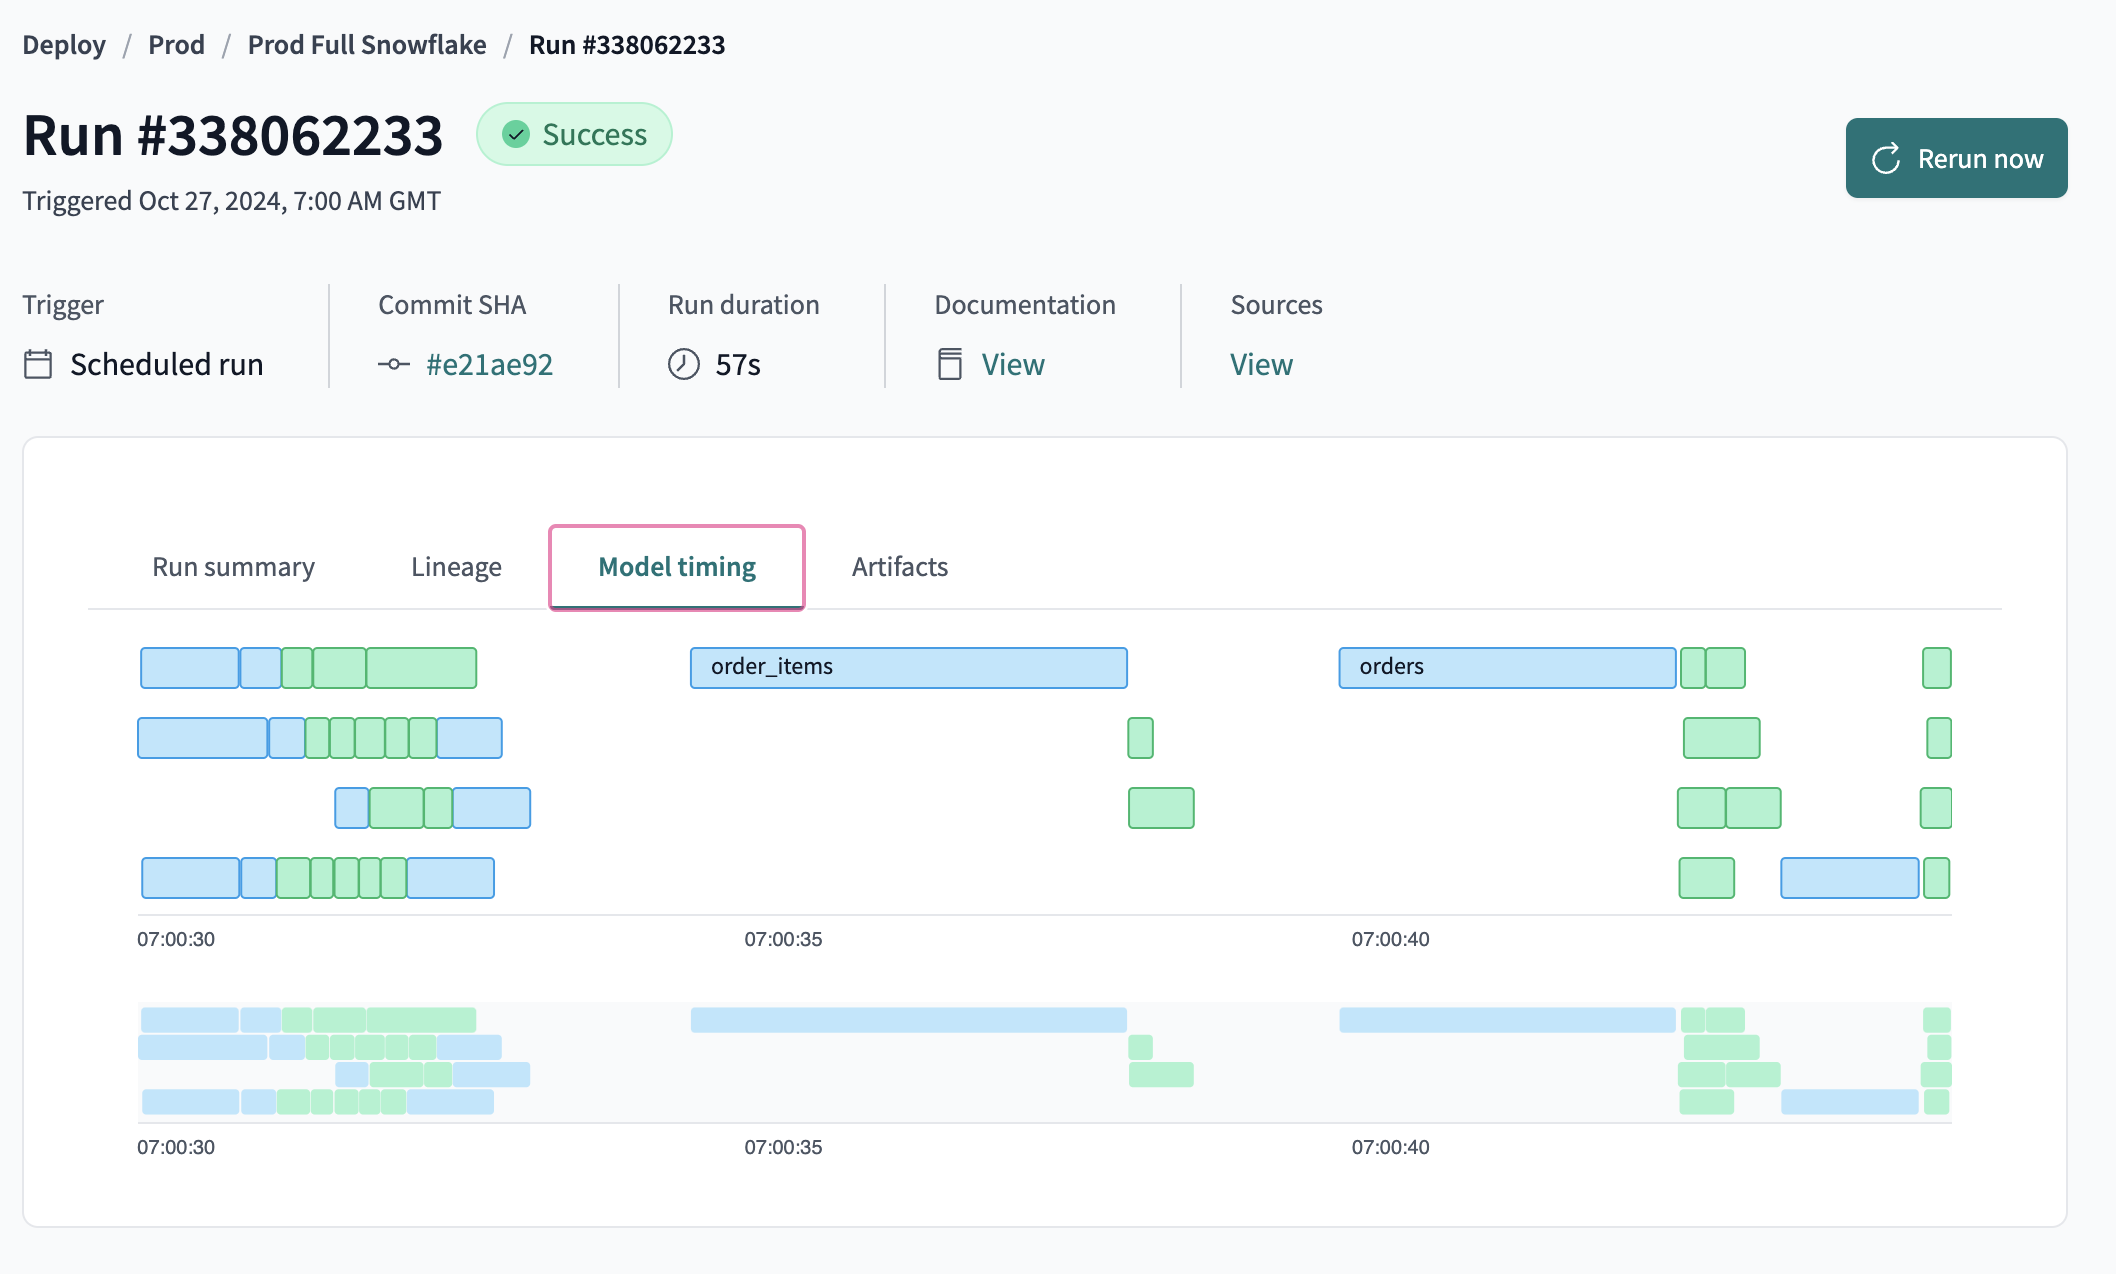 Deploy / Prod / Prod Full Snowflake / Run #338062233
Run #338062233 Success
Triggered Oct 27, 2024, 7:00 AM GMT
Rerun now
Trigger
Scheduled run
Commit SHA
#e21ae92
Run duration
57s
Documentation
View
Sources
View
Run summary Lineage Model timing Artifacts
order_items orders
07:00:30 07:00:35 07:00:40
07:00:30 07:00:35 07:00:40